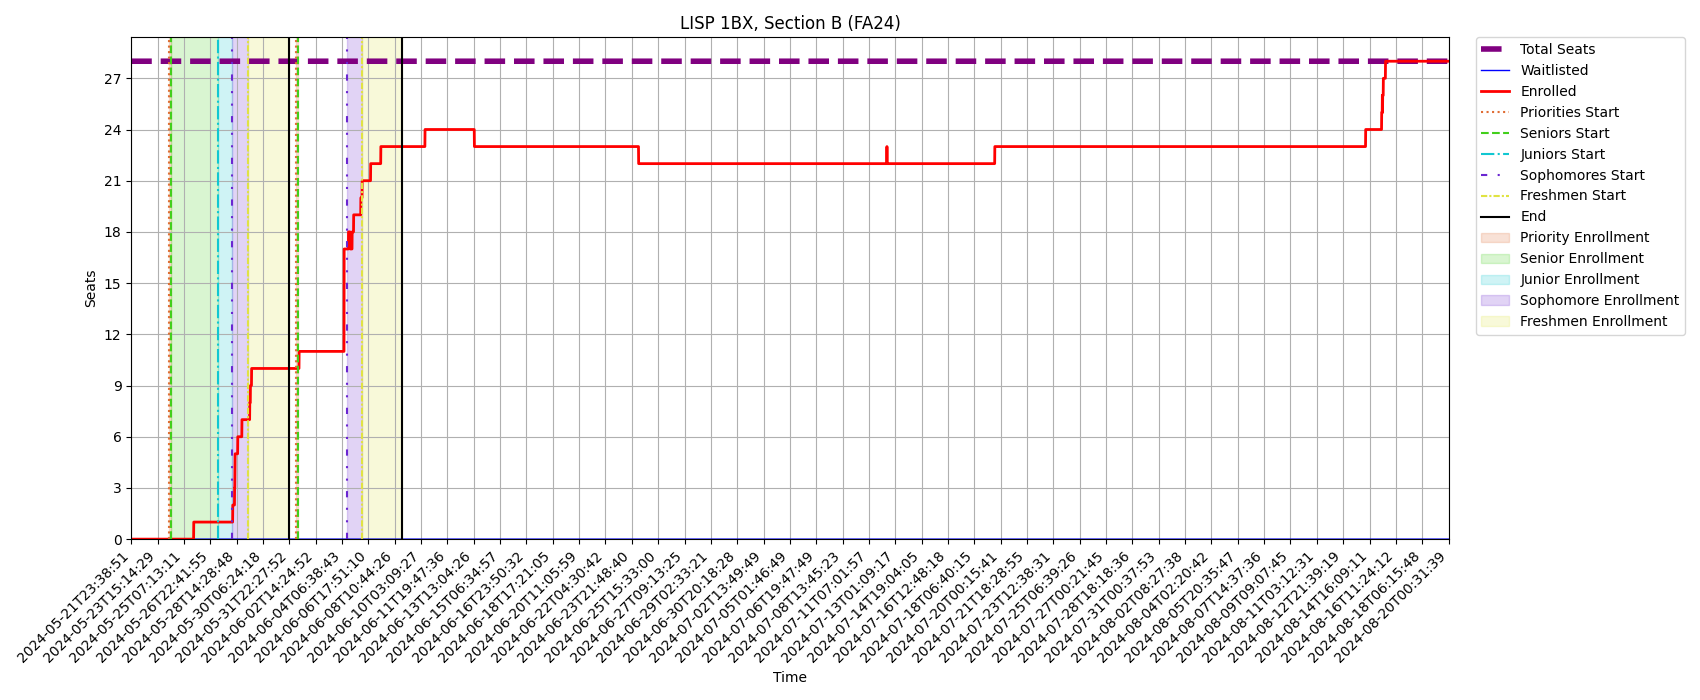 LISP 1BX, Section B (FA24)
Total Seats
Waitlisted
Enrolled
Priorities Start
Seniors Start
Juniors Start
Sophomores Start
Freshmen Start
End
Priority Enrollment
Senior Enrollment
Junior Enrollment
Sophomore Enrollment
Freshmen Enrollment
Seats
27
24
21
18
15
12
9
6
3
0
2024-05-21T23:38:51
2024-05-23T15:14:29
2024-05-25T07:13:11
2024-05-26T22:41:55
2024-05-28T14:28:48
2024-05-30T06:24:18
2024-05-31T22:27:52
2024-06-02T14:24:52
2024-06-04T06:38:43
2024-06-06T17:51:10
2024-06-08T10:44:26
2024-06-10T03:09:27
2024-06-11T19:47:36
2024-06-13T13:04:26
2024-06-15T06:34:57
2024-06-16T23:50:32
2024-06-18T17:21:05
2024-06-20T11:05:59
2024-06-22T04:30:42
2024-06-23T21:48:40
2024-06-25T15:33:00
2024-06-27T09:13:25
2024-06-29T02:33:21
2024-06-30T20:18:28
2024-07-02T13:49:49
2024-07-05T01:46:49
2024-07-06T19:47:49
2024-07-08T13:45:23
2024-07-11T07:01:57
2024-07-13T01:09:17
2024-07-14T19:04:05
2024-07-16T12:48:18
2024-07-18T06:40:15
2024-07-20T00:15:41
2024-07-21T18:28:55
2024-07-23T12:38:31
2024-07-25T06:39:26
2024-07-27T00:21:45
2024-07-28T18:18:36
2024-07-31T00:37:53
2024-08-02T08:27:38
2024-08-04T02:20:42
2024-08-05T20:35:47
2024-08-07T14:37:36
2024-08-09T09:07:45
2024-08-11T03:12:31
2024-08-12T21:39:19
2024-08-14T16:09:11
2024-08-16T11:24:12
2024-08-18T06:15:48
2024-08-20T00:31:39
Time